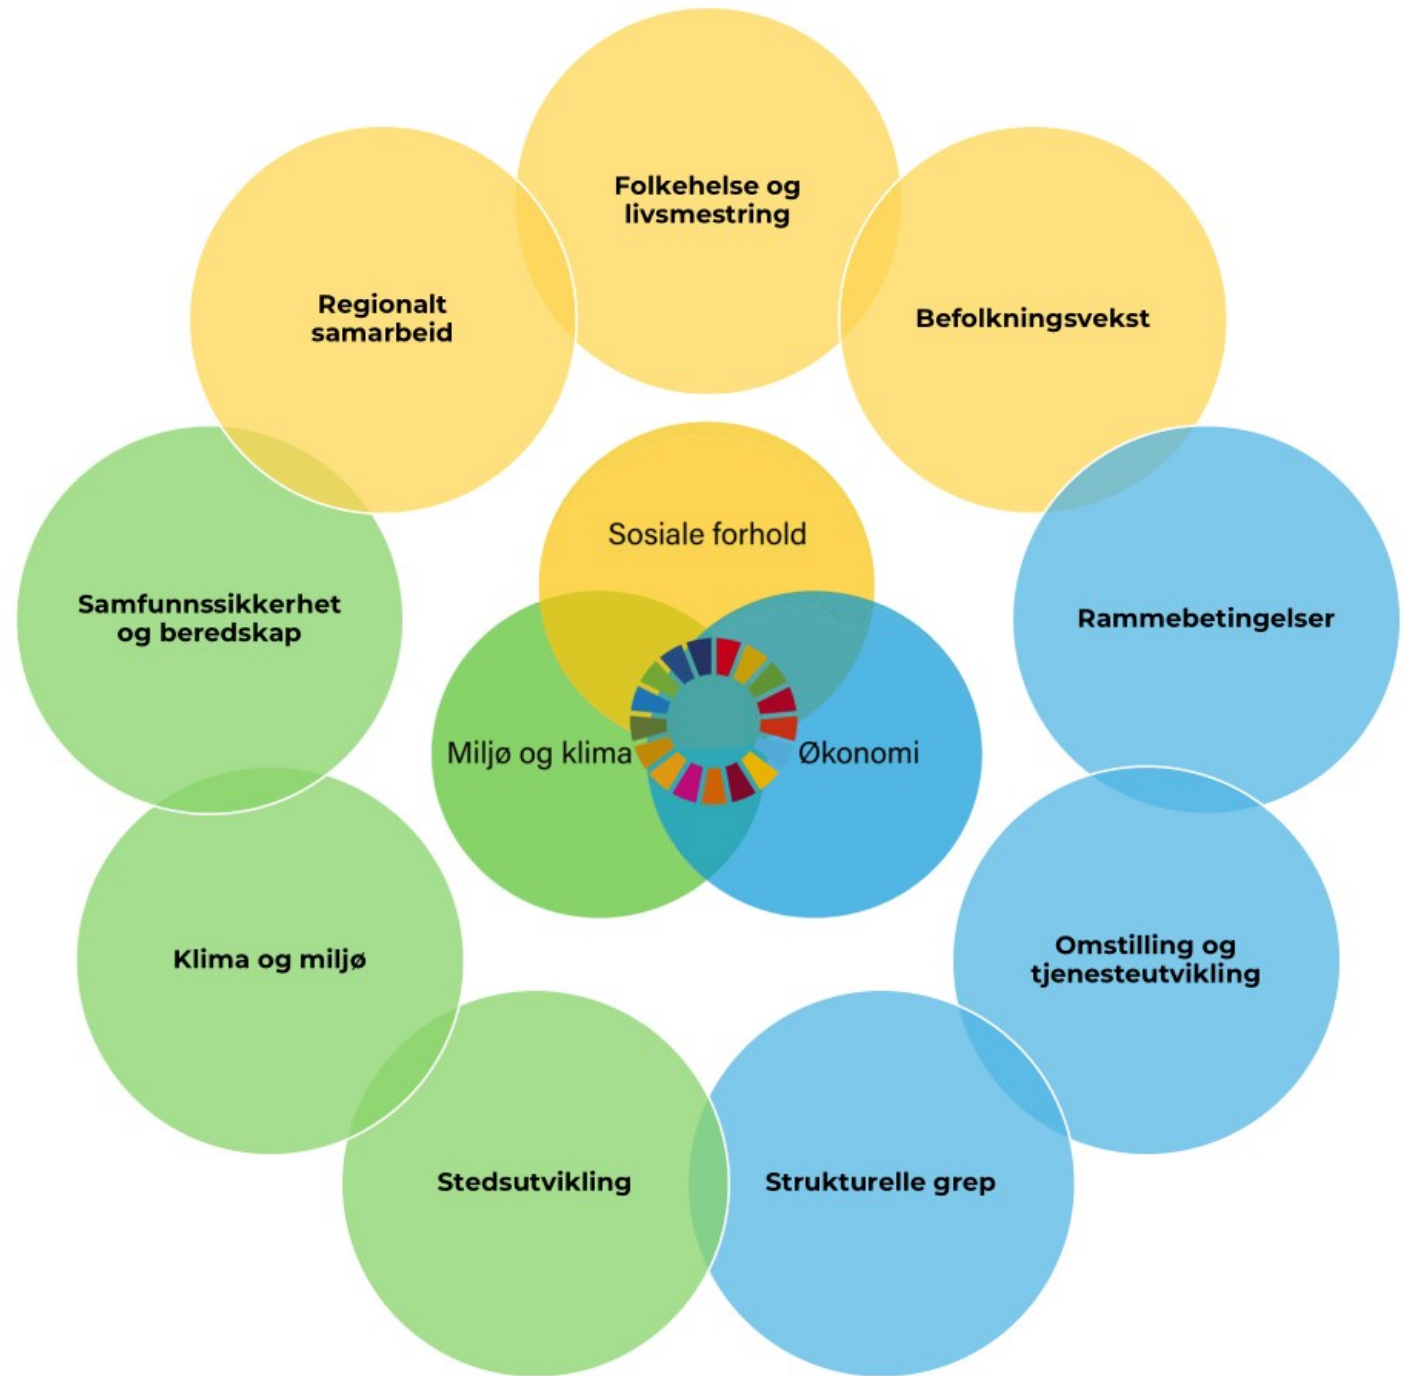 Folkehelse og
livsmestring
Regionalt
samarbeid
Befolkningsvekst
Sosiale forhold
Samfunnssikkerhet
og beredskap
Rammebetingelser
Miljø og klima
Økonomi
Klima og miljø
Omstilling og
tjenesteutvikling
Stedsutvikling
Strukturelle grep